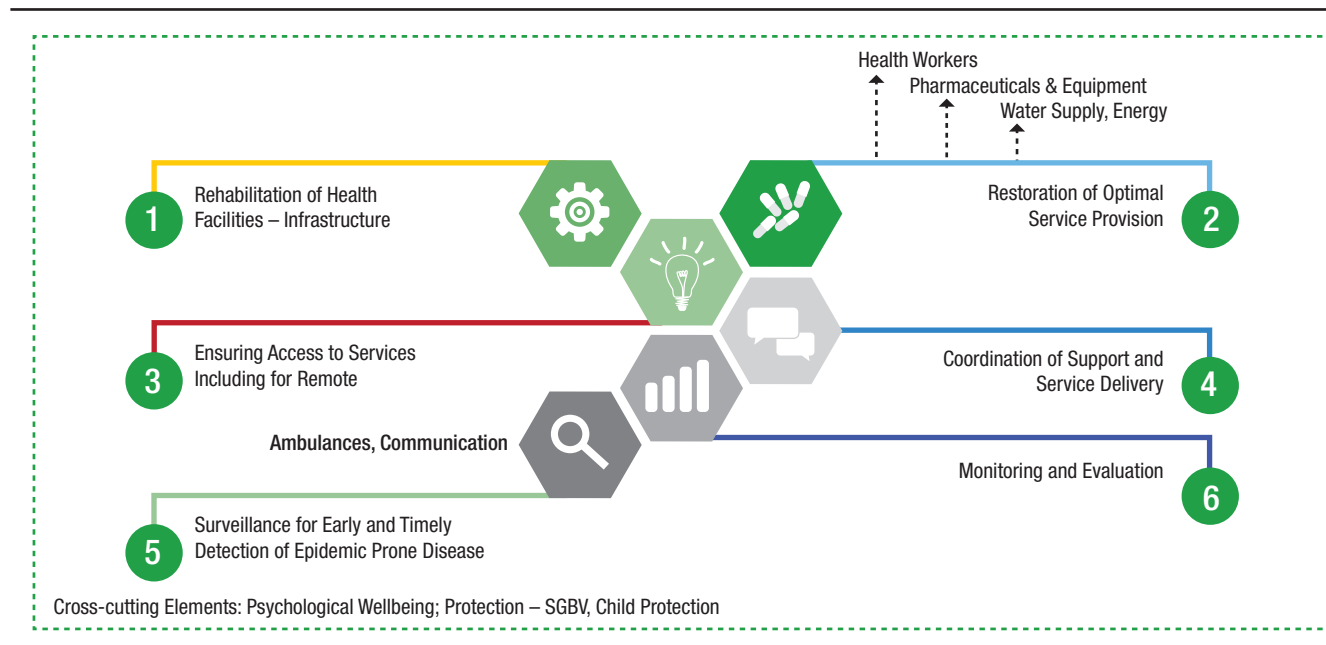 Health Workers
Pharmaceuticals & Equipment
Water Supply, Energy
1
Rehabilitation of Health
Facilities – Infrastructure
Restoration of Optimal
Service Provision
2
3
Ensuring Access to Services
Including for Remote
Coordination of Support and
Service Delivery
4
Ambulances, Communication
Monitoring and Evaluation
6
5
Surveillance for Early and Timely
Detection of Epidemic Prone Disease
Cross-cutting Elements: Psychological Wellbeing; Protection – SGBV, Child Protection